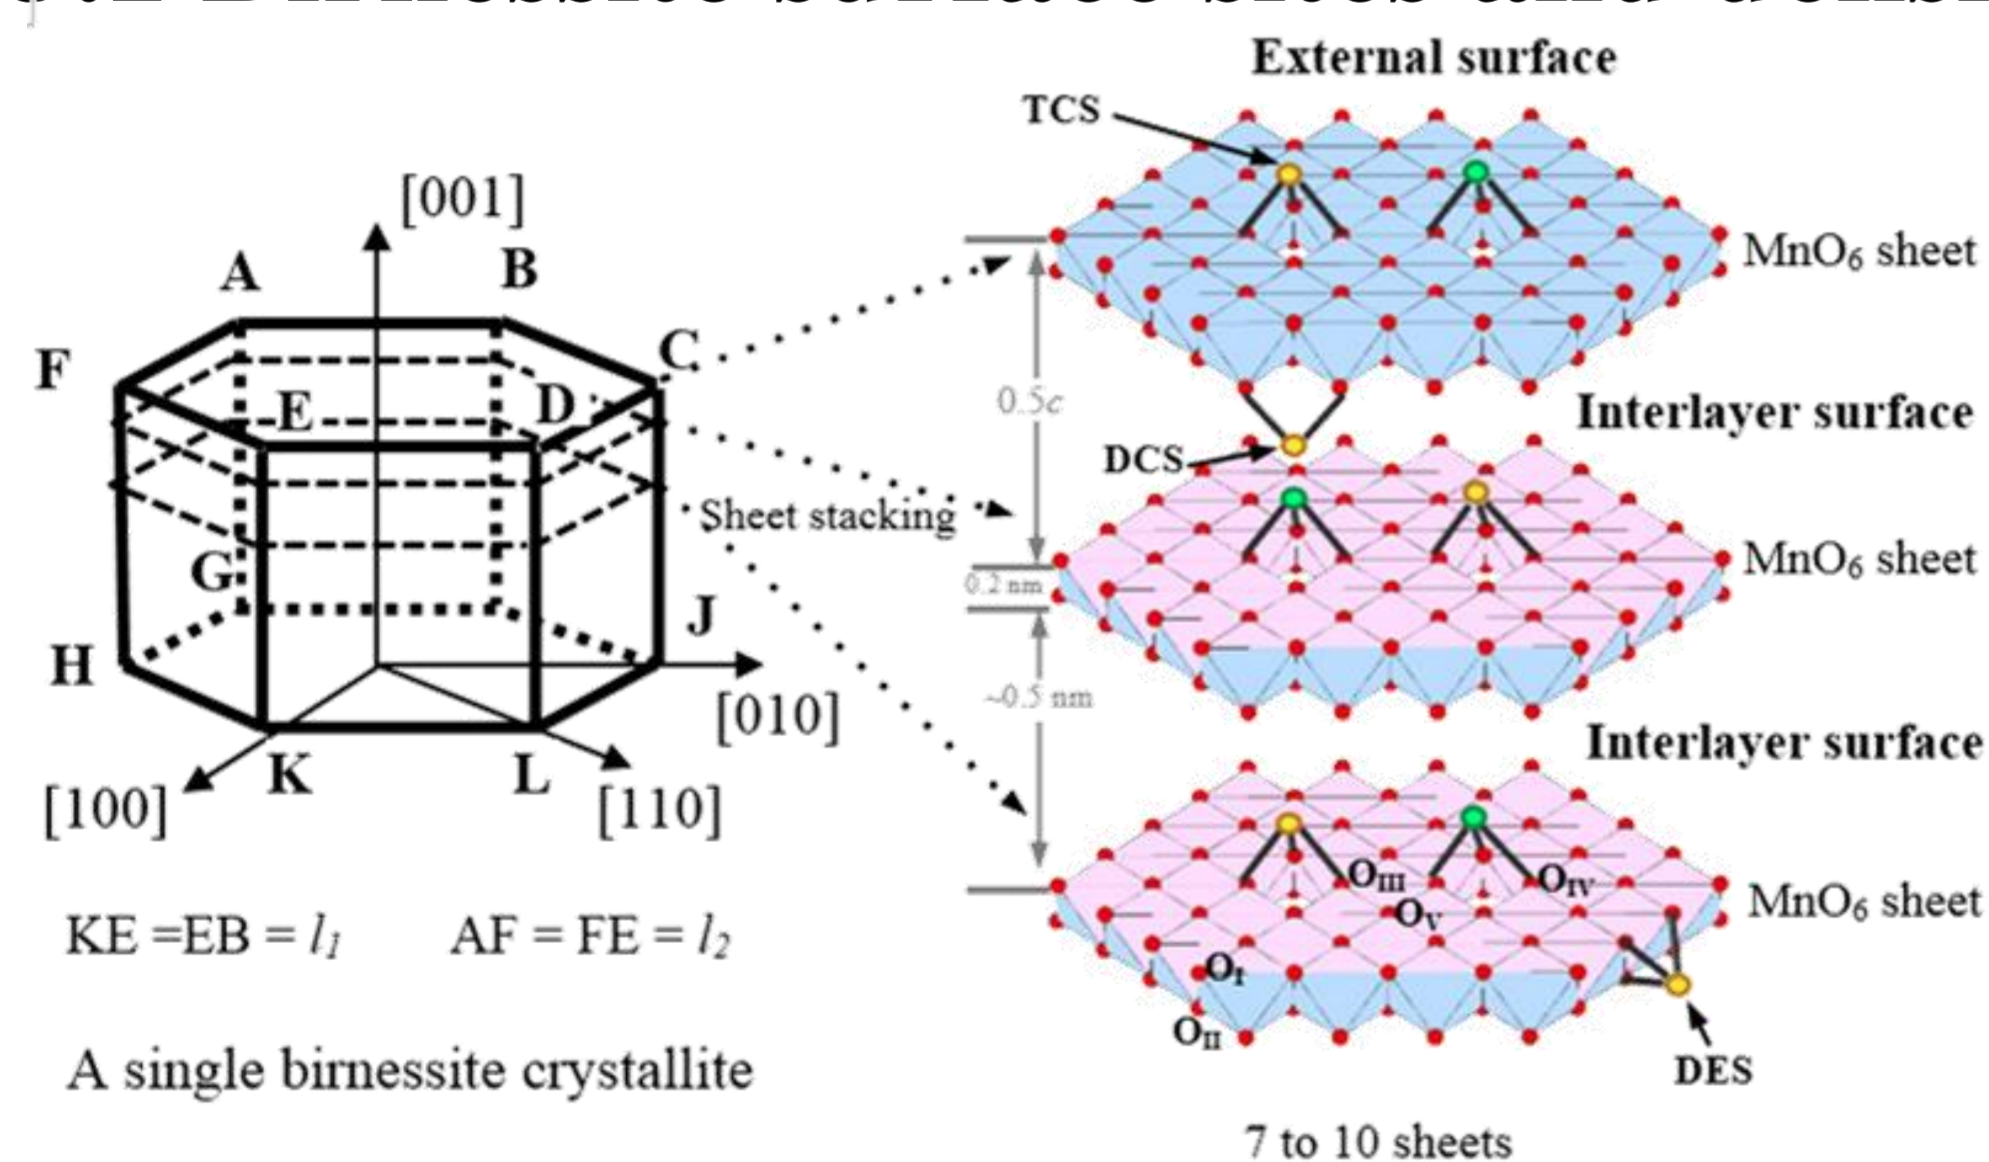 External surface
TCS
[001]
A
B
MnO₆ sheet
C
F
0.5c
E
D
Interlayer surface
DCS
Sheet stacking
MnO₆ sheet
G
0.2 nm
J
H
~0.5 nm
[010]
Interlayer surface
K
L
[100]
[110]
O_III
O_IV
MnO₆ sheet
O_V
KE =EB = l₁
AF = FE = l₂
O_I
O_II
A single birnessite crystallite
DES
7 to 10 sheets